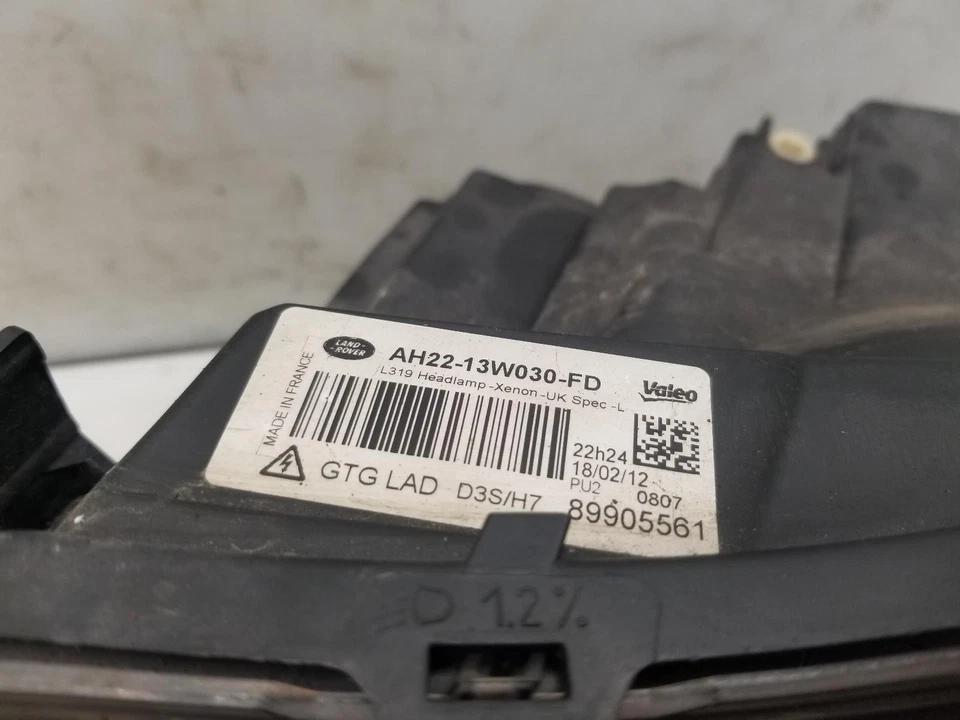 LAND-
-ROVER
AH22-13W030-FD
L319 Headlamp-Xenon-UK Spec-L
Valeo
MADE IN FRANCE
22h24
18/02/12
PU2 0807
GTG LAD D3S/H7 89905561
1.2%